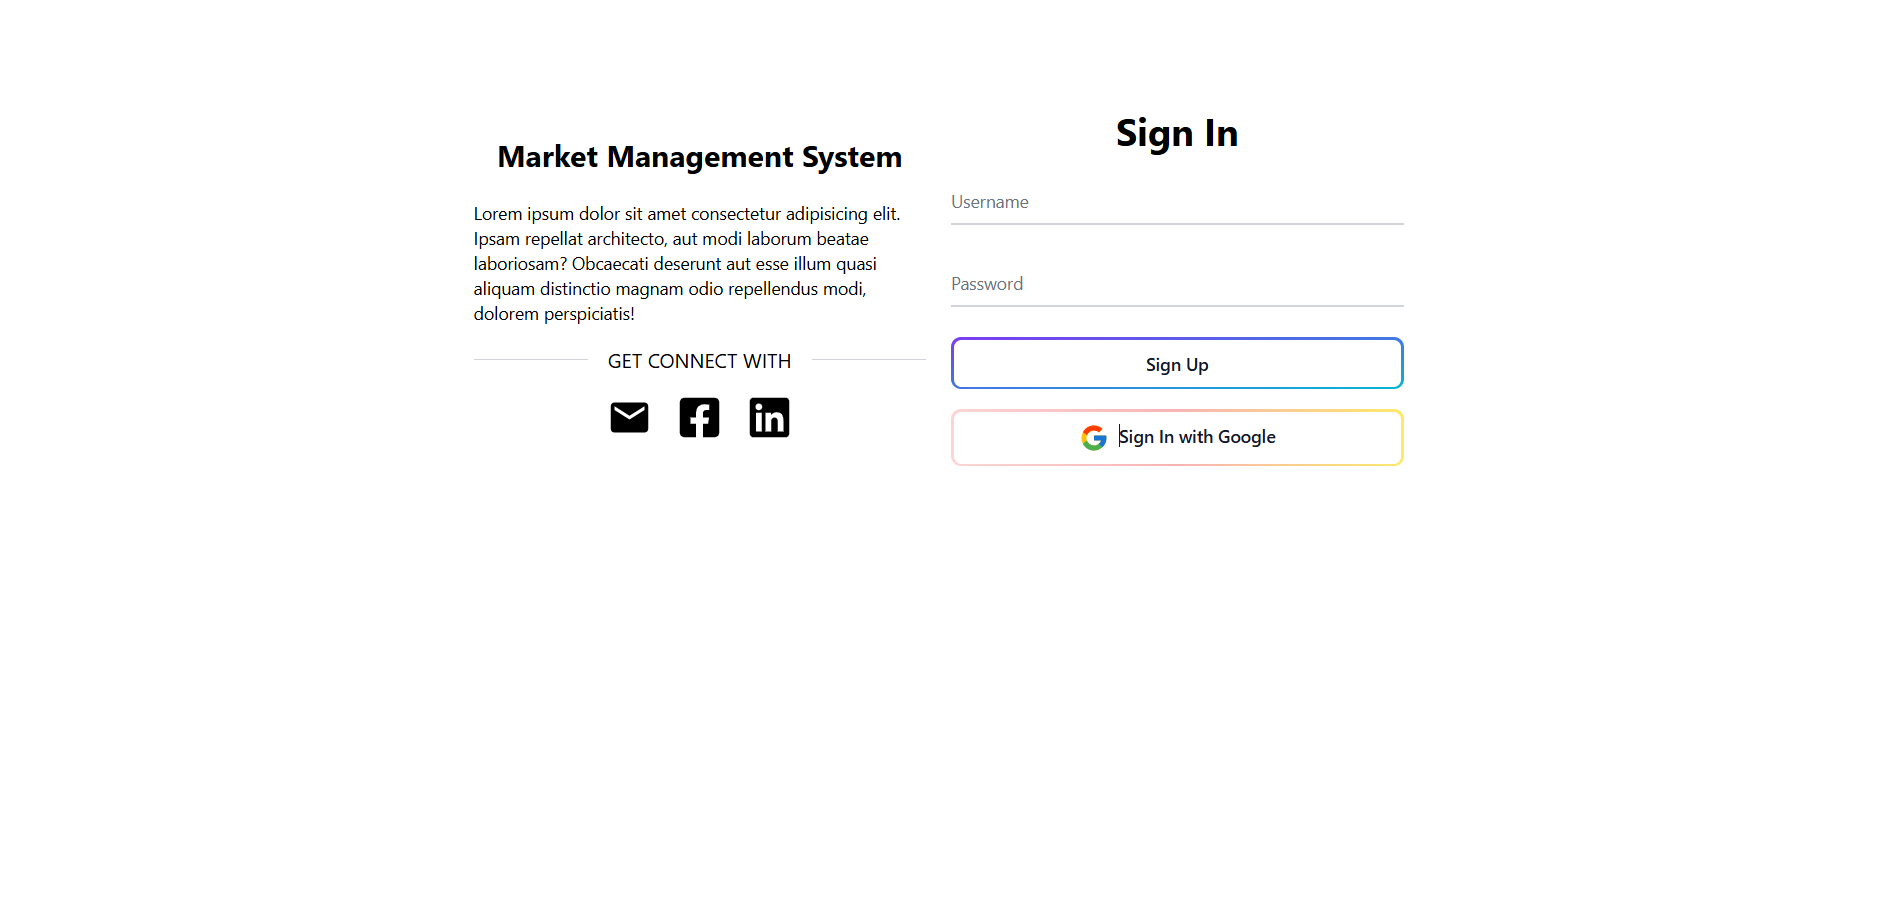 Market Management System
Lorem ipsum dolor sit amet consectetur adipisicing elit.
Ipsam repellat architecto, aut modi laborum beatae
laboriosam? Obcaecati deserunt aut esse illum quasi
aliquam distinctio magnam odio repellendus modi,
dolorem perspiciatis!
GET CONNECT WITH
Sign In
Username
Password
Sign Up
Sign In with Google